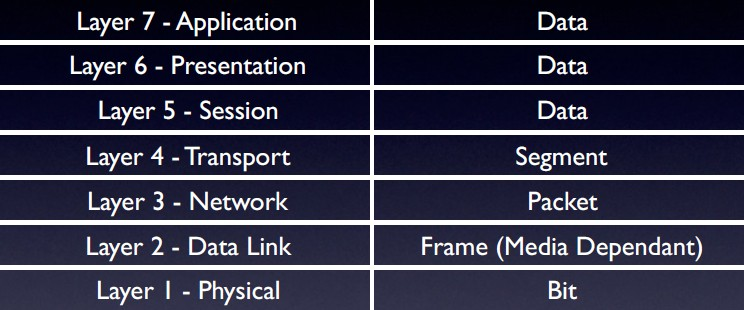 Layer 7 - Application Data
Layer 6 - Presentation Data
Layer 5 - Session Data
Layer 4 - Transport Segment
Layer 3 - Network Packet
Layer 2 - Data Link Frame (Media Dependant)
Layer 1 - Physical Bit